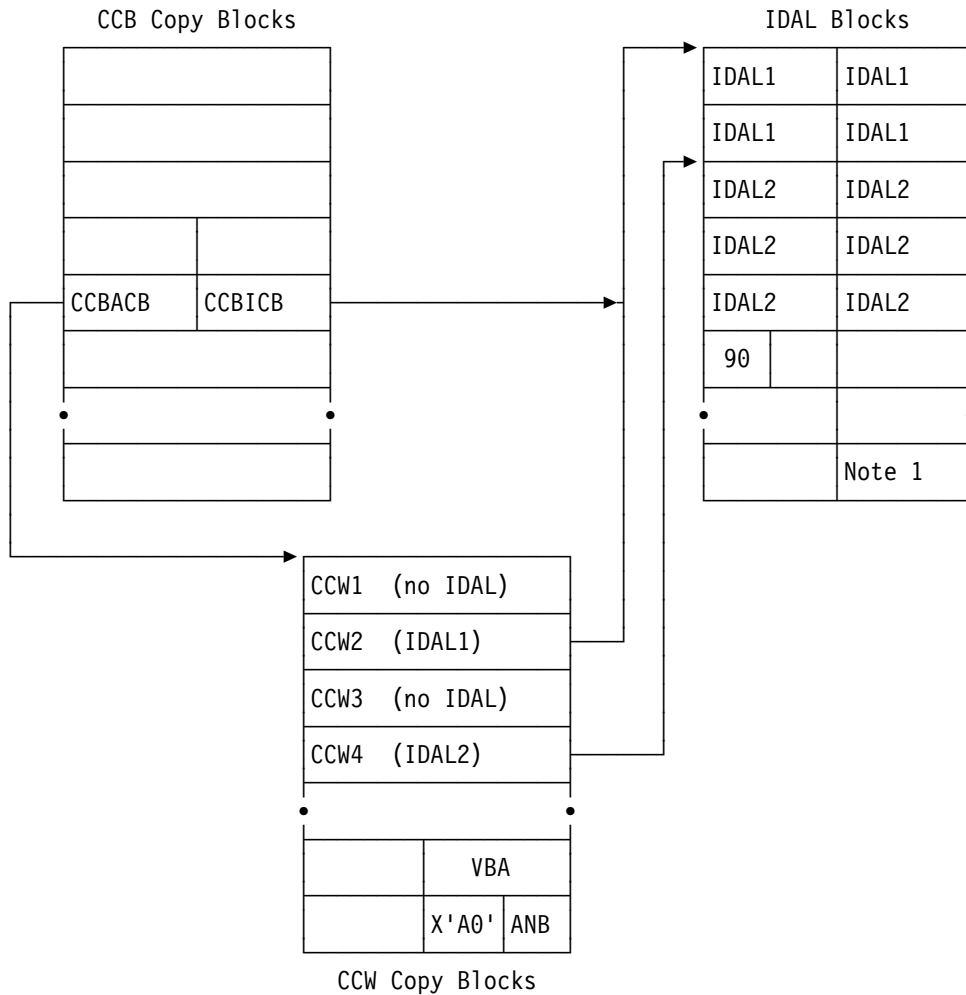 CCB Copy Blocks
IDAL Blocks
IDAL1 IDAL1
IDAL1 IDAL1
IDAL2 IDAL2
IDAL2 IDAL2
CCBACB CCBICB
IDAL2 IDAL2
90
Note 1
CCW1 (no IDAL)
CCW2 (IDAL1)
CCW3 (no IDAL)
CCW4 (IDAL2)
VBA
X'A0' ANB
CCW Copy Blocks